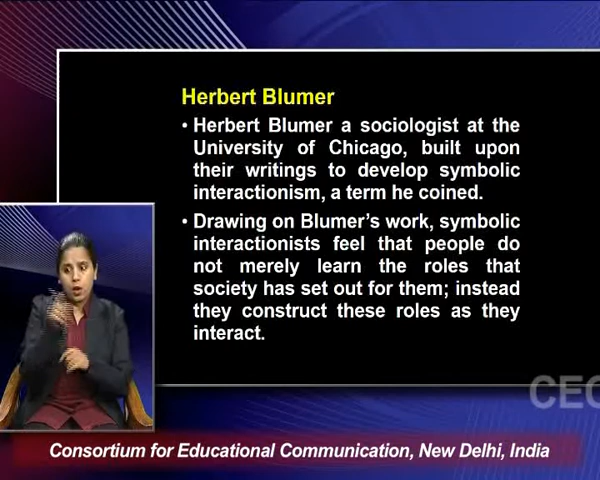 Herbert Blumer
• Herbert Blumer a sociologist at the
University of Chicago, built upon
their writings to develop symbolic
interactionism, a term he coined.
• Drawing on Blumer's work, symbolic
interactionists feel that people do
not merely learn the roles that
society has set out for them; instead
they construct these roles as they
interact.
CEC
Consortium for Educational Communication, New Delhi, India